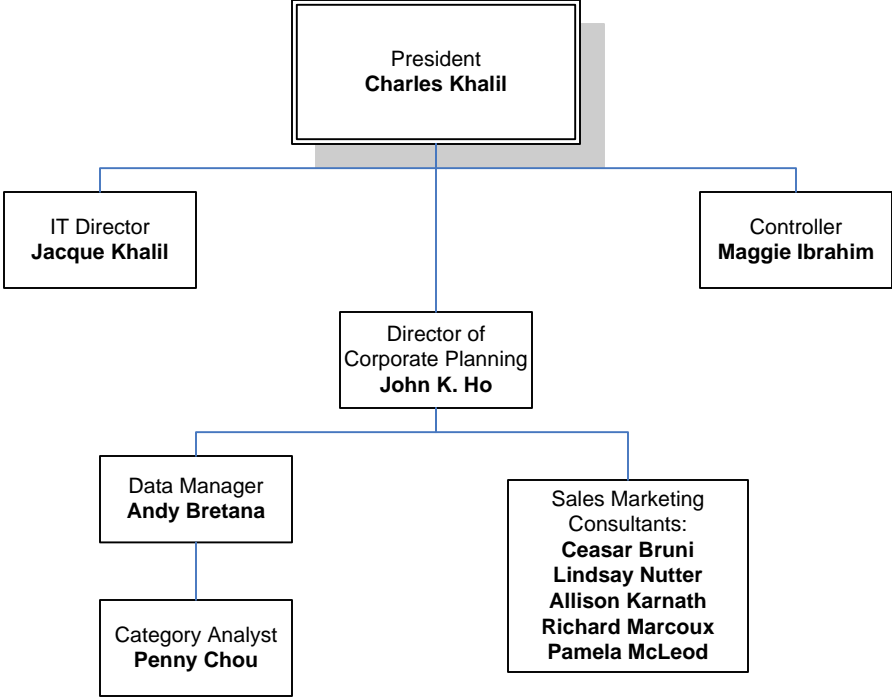 President
Charles Khalil
IT Director
Jacque Khalil
Controller
Maggie Ibrahim
Director of
Corporate Planning
John K. Ho
Data Manager
Andy Bretana
Sales Marketing
Consultants:
Ceasar Bruni
Lindsay Nutter
Allison Karnath
Richard Marcoux
Pamela McLeod
Category Analyst
Penny Chou